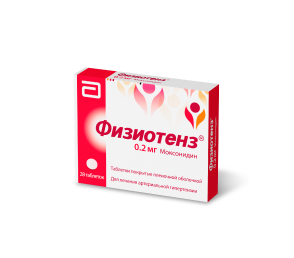 Физиотенз®
0.2 мг Моксонидин
Таблетки покрытые пленочной оболочкой
Для лечения артериальной гипертензии
28 таблеток